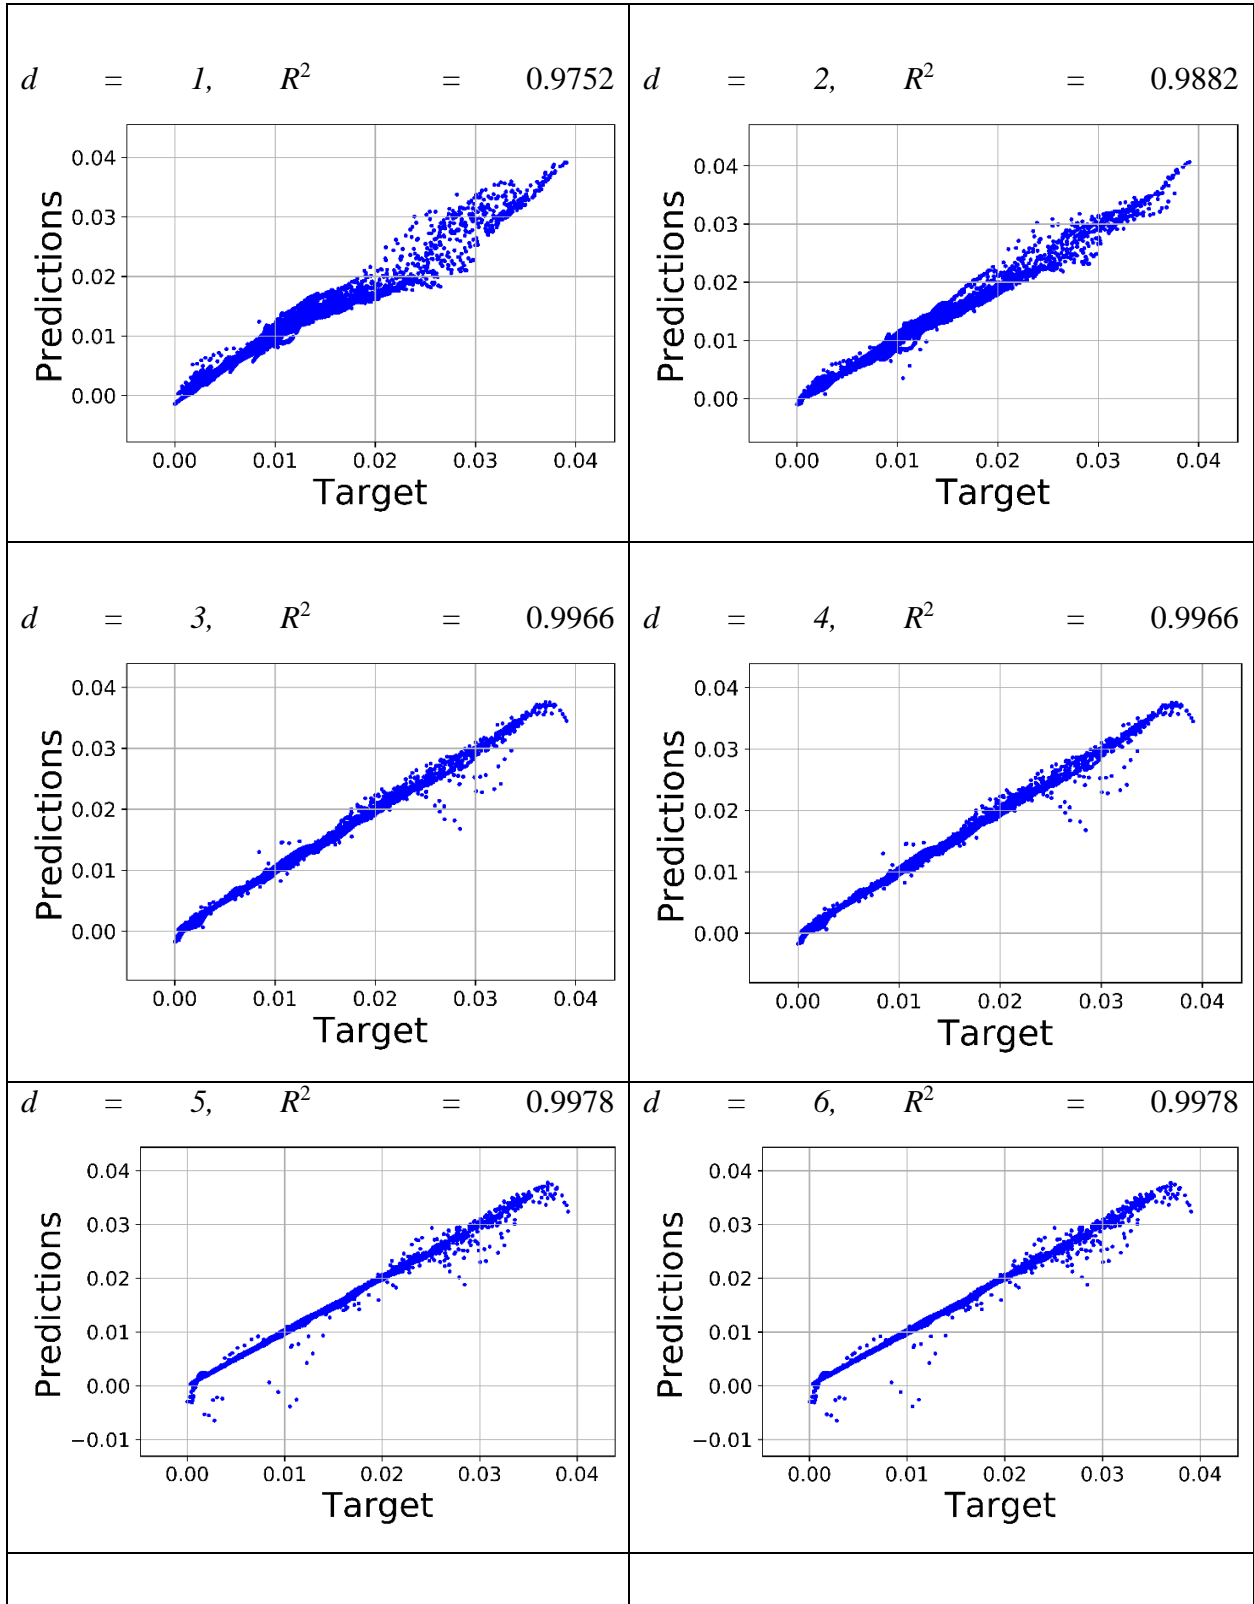 d = 1, R² = 0.9752
0.04
0.03
0.02
0.01
0.00
Predictions
0.00 0.01 0.02 0.03 0.04
Target
d = 2, R² = 0.9882
0.04
0.03
0.02
0.01
0.00
Predictions
0.00 0.01 0.02 0.03 0.04
Target
d = 3, R² = 0.9966
0.04
0.03
0.02
0.01
0.00
Predictions
0.00 0.01 0.02 0.03 0.04
Target
d = 4, R² = 0.9966
0.04
0.03
0.02
0.01
0.00
Predictions
0.00 0.01 0.02 0.03 0.04
Target
d = 5, R² = 0.9978
0.04
0.03
0.02
0.01
0.00
−0.01
Predictions
0.00 0.01 0.02 0.03 0.04
Target
d = 6, R² = 0.9978
0.04
0.03
0.02
0.01
0.00
−0.01
Predictions
0.00 0.01 0.02 0.03 0.04
Target